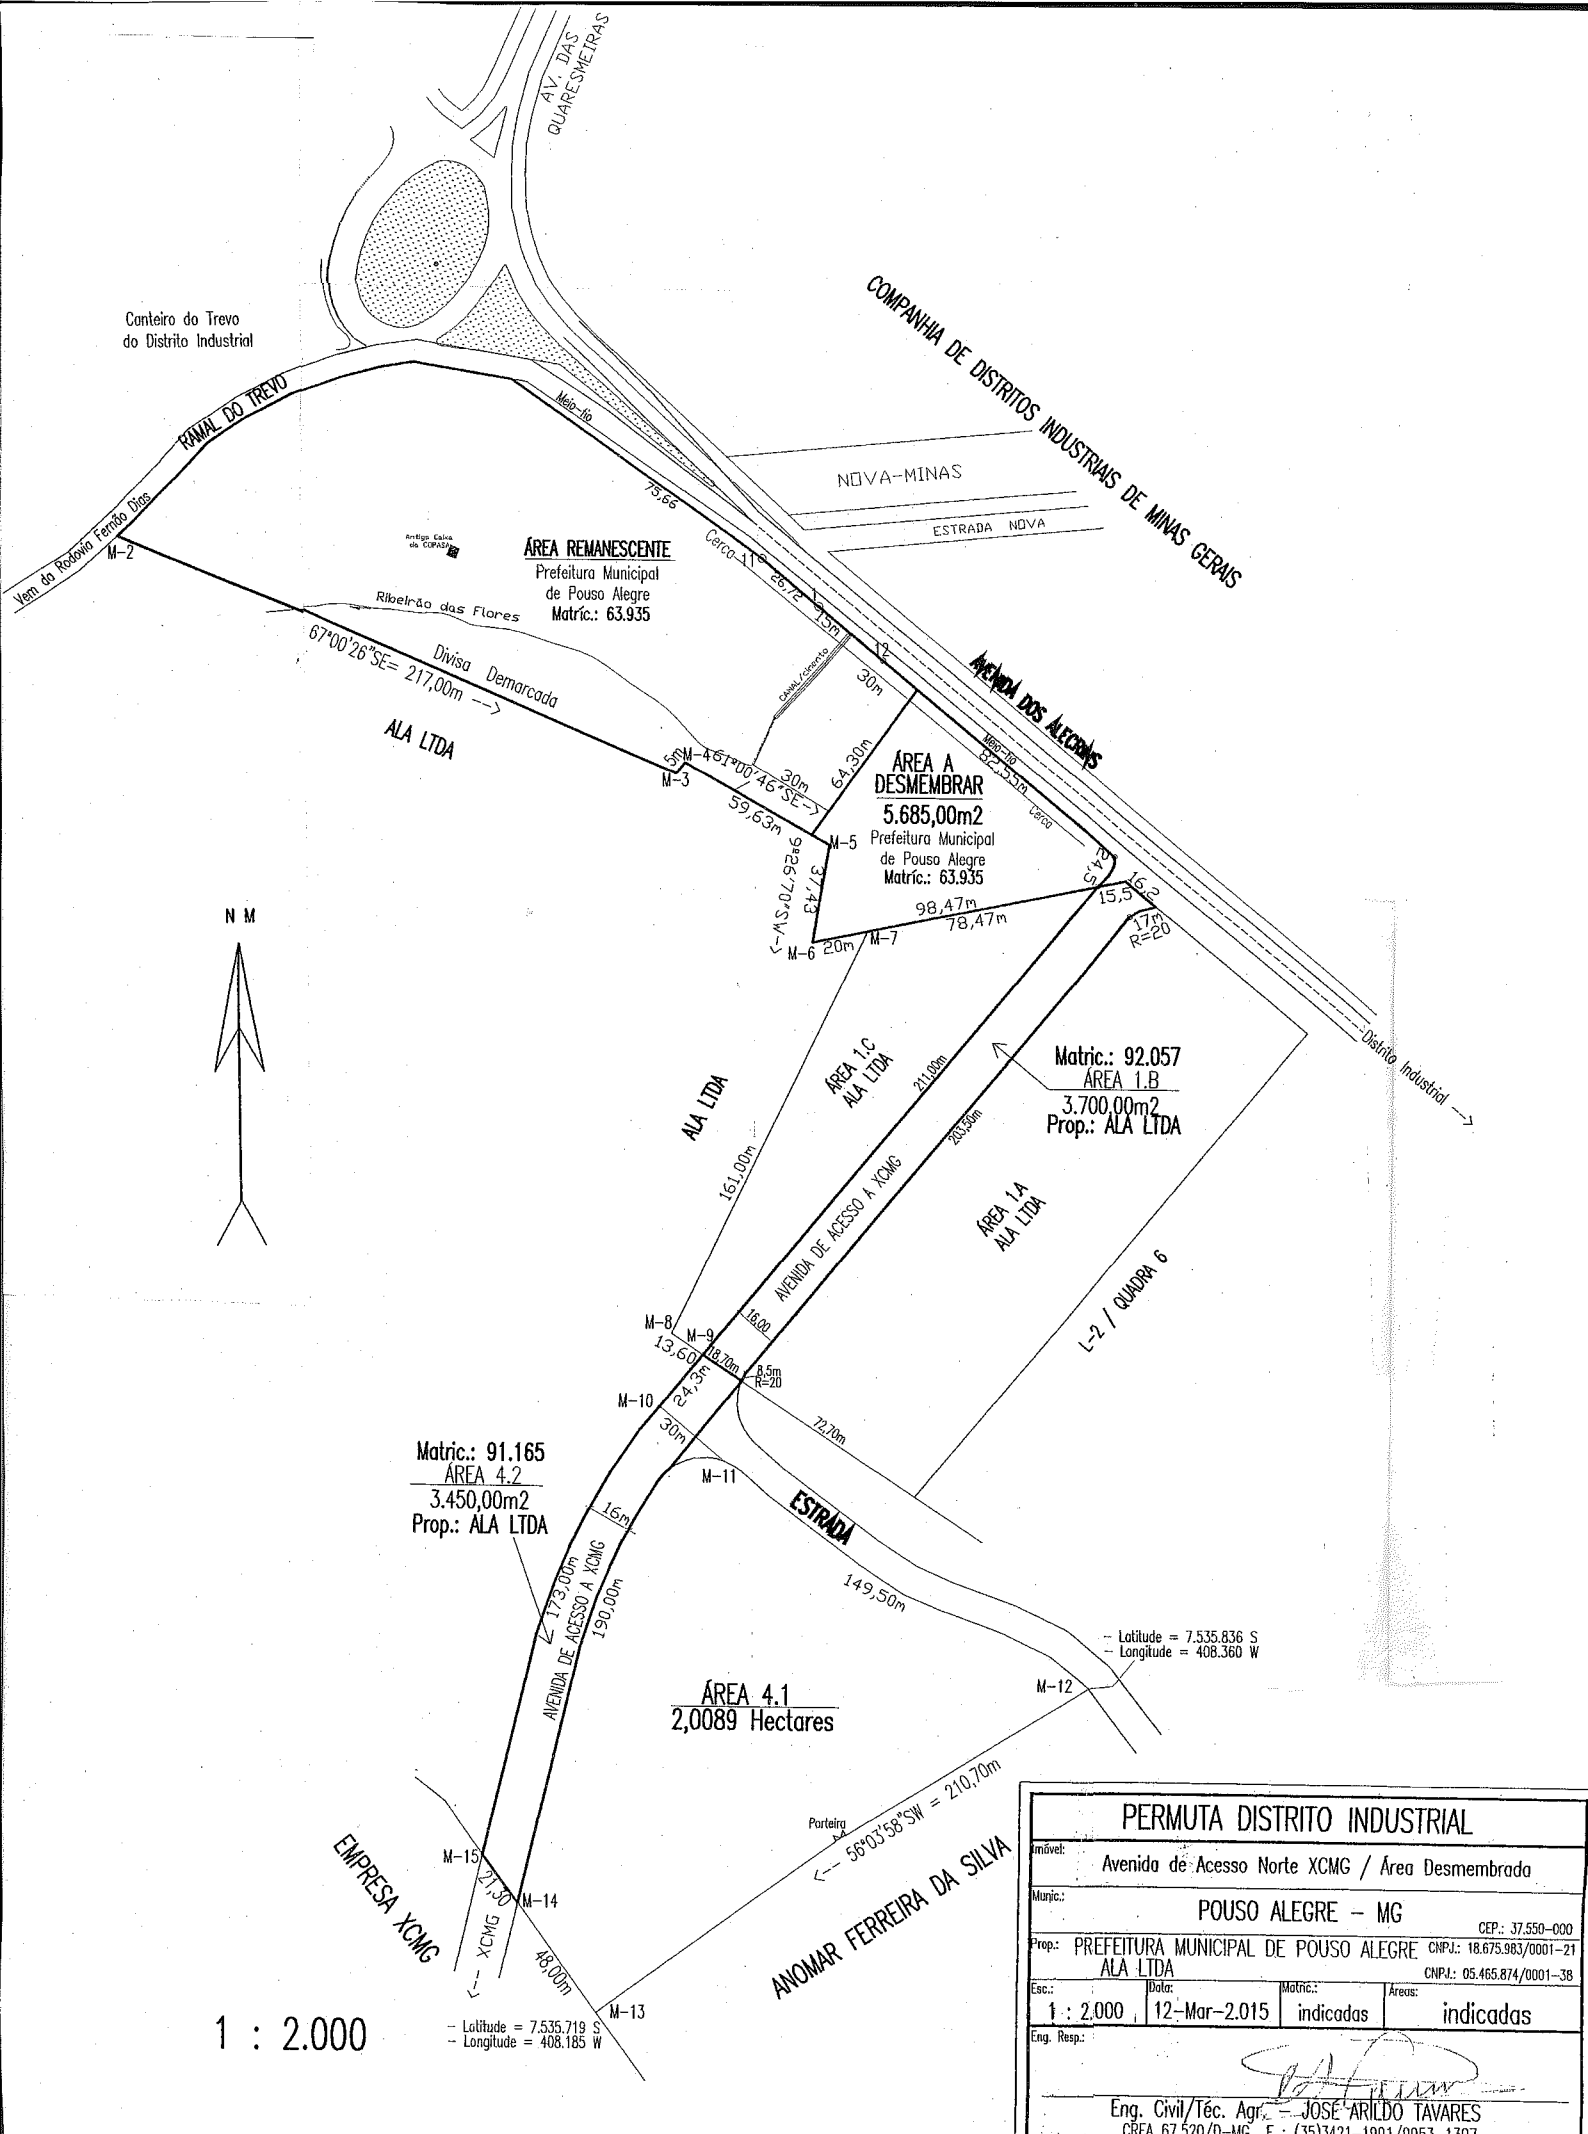 AV. DAS
QUARESMEIRAS
COMPANHIA DE DISTRITOS INDUSTRIAIS DE MINAS GERAIS
Canteiro do Trevo
do Distrito Industrial
RAMAL DO TREVO
Meio-fio
NOVA-MINAS
ESTRADA NOVA
75,66
Vem da Rodovia Fernão Dias
M-2
Antiga Caixa
da COPASA
ÁREA REMANESCENTE
Prefeitura Municipal
de Pouso Alegre
Matríc.: 63.935
Cerca
11
26,72
15m
12
30m
CANAL/cimento
Ribeirão das Flores
67°00'26"SE= 217,00m -->
Divisa Demarcada
ALA LTDA
AVENIDA DOS ALECRINS
5m
M-4
M-3
61°00'46"SE->
30m
59,63m
64,30m
ÁREA A
DESMEMBRAR
5.685,00m2
Prefeitura Municipal
de Pouso Alegre
Matríc.: 63.935
Meio-fio
82,55m
Cerca
M-5
9°26'70"SW->
37,43
24,5
16,2
15,5
17m
R=20
98,47m
78,47m
M-6
20m
M-7
N M
Distrito Industrial -->
ALA LTDA
ÁREA 1.C
ALA LTDA
211,00m
203,50m
Matric.: 92.057
ÁREA 1.B
3.700,00m2
Prop.: ALA LTDA
161,00m
AVENIDA DE ACESSO A XCMG
ÁREA 1.A
ALA LTDA
L-2 / QUADRA 6
16,00
M-8
M-9
13,60
18,70m
8,5m
R=20
24,3m
M-10
30m
72,70m
M-11
Matric.: 91.165
ÁREA 4.2
3.450,00m2
Prop.: ALA LTDA
16m
ESTRADA
149,50m
173,00m
AVENIDA DE ACESSO A XCMG
190,00m
- Latitude = 7.535.836 S
- Longitude = 408.360 W
M-12
ÁREA 4.1
2,0089 Hectares
Porteira
<-- 56°03'58"SW = 210,70m
ANOMAR FERREIRA DA SILVA
EMPRESA XCMG
M-15
21,30
M-14
<-- XCMG
48,00m
M-13
- Latitude = 7.535.719 S
- Longitude = 408.185 W
1 : 2.000
PERMUTA DISTRITO INDUSTRIAL
Imóvel:
Avenida de Acesso Norte XCMG / Área Desmembrada
Munic.:
POUSO ALEGRE - MG
CEP.: 37.550-000
Prop.: PREFEITURA MUNICIPAL DE POUSO ALEGRE CNPJ.: 18.675.983/0001-21
ALA LTDA CNPJ.: 05.465.874/0001-38
Esc.: Data: Matríc.: Áreas:
1 : 2.000 12-Mar-2.015 indicadas indicadas
Eng. Resp.:
Eng. Civil/Téc. Agr. - JOSÉ ARILDO TAVARES